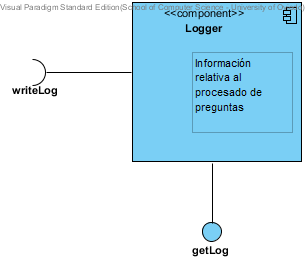 Visual Paradigm Standard Edition(School of Computer Science - University of Oviedo)
<<component>>
Logger
Información
relativa al
procesado de
preguntas
writeLog
getLog